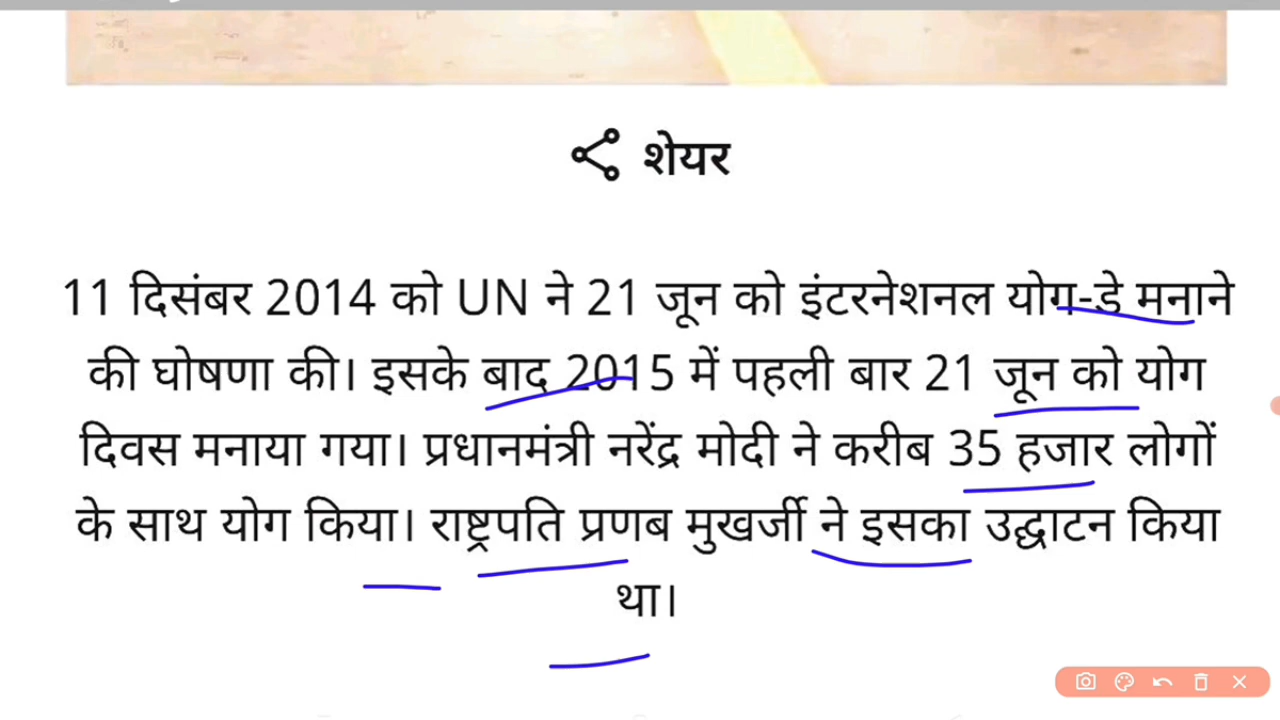 शेयर
11 दिसंबर 2014 को UN ने 21 जून को इंटरनेशनल योग-डे मनाने
की घोषणा की। इसके बाद 2015 में पहली बार 21 जून को योग
दिवस मनाया गया। प्रधानमंत्री नरेंद्र मोदी ने करीब 35 हजार लोगों
के साथ योग किया। राष्ट्रपति प्रणब मुखर्जी ने इसका उद्घाटन किया
था।